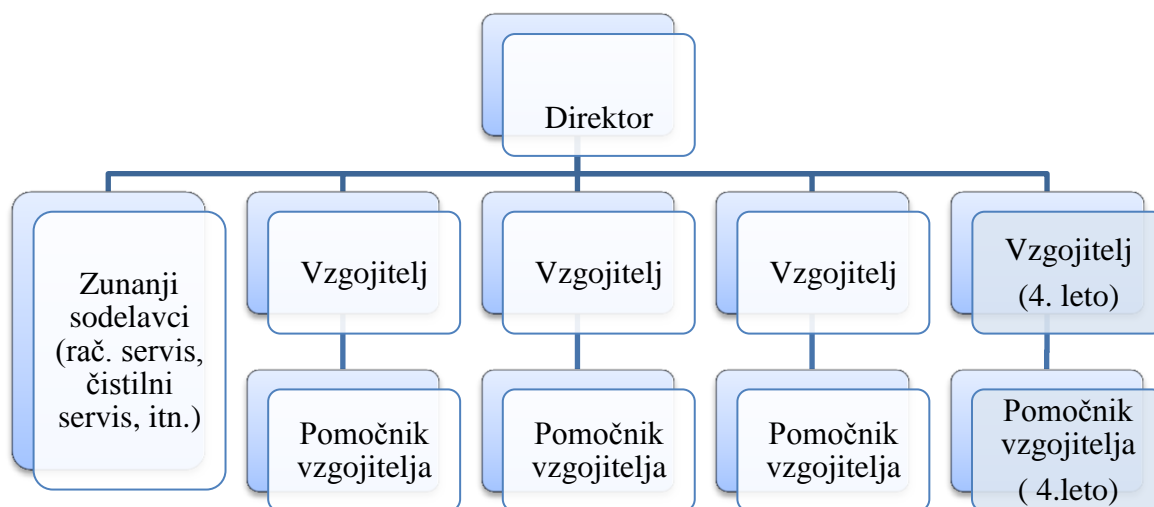 Direktor
Zunanji
sodelavci
(rač. servis,
čistilni
servis, itn.)
Vzgojitelj
Vzgojitelj
Vzgojitelj
Vzgojitelj
(4. leto)
Pomočnik
vzgojitelja
Pomočnik
vzgojitelja
Pomočnik
vzgojitelja
Pomočnik
vzgojitelja
( 4.leto)